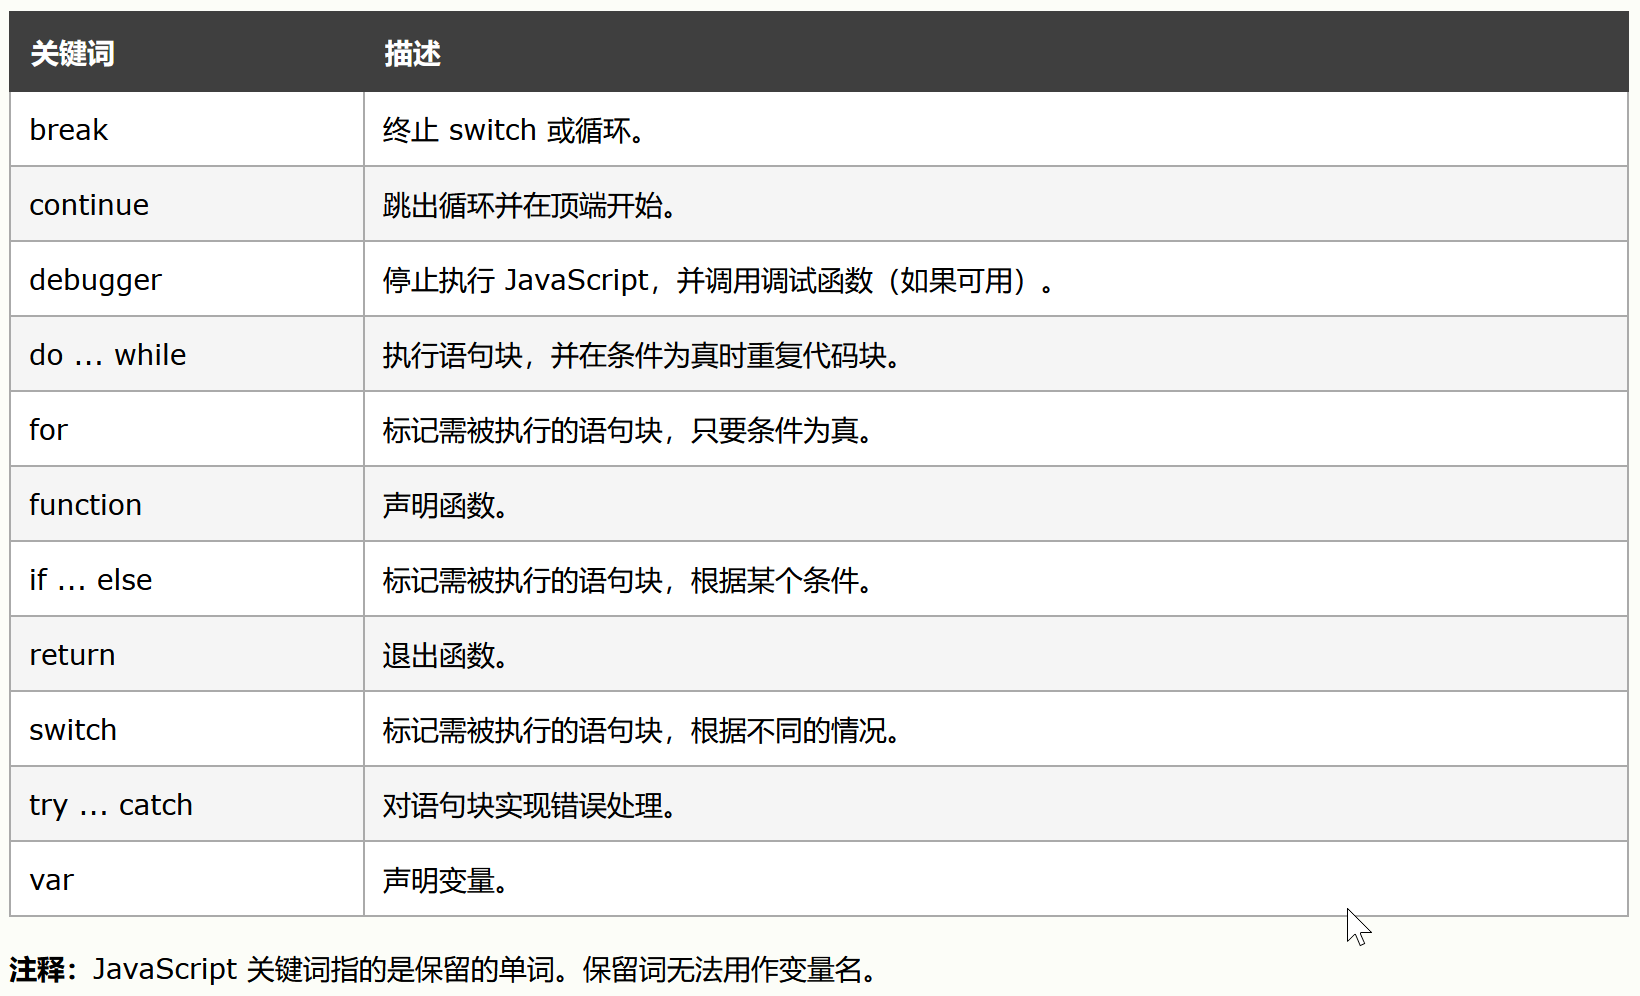 关键词 描述
break 终止 switch 或循环。
continue 跳出循环并在顶端开始。
debugger 停止执行 JavaScript，并调用调试函数（如果可用）。
do ... while 执行语句块，并在条件为真时重复代码块。
for 标记需被执行的语句块，只要条件为真。
function 声明函数。
if ... else 标记需被执行的语句块，根据某个条件。
return 退出函数。
switch 标记需被执行的语句块，根据不同的情况。
try ... catch 对语句块实现错误处理。
var 声明变量。
注释：JavaScript 关键词指的是保留的单词。保留词无法用作变量名。